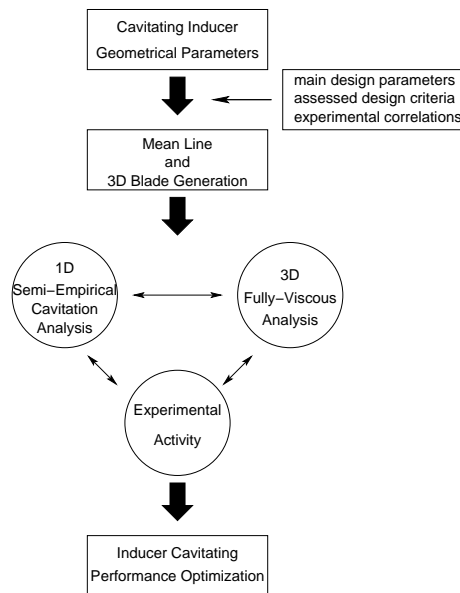 Cavitating Inducer
Geometrical Parameters
main design parameters
assessed design criteria
experimental correlations
Mean Line
and
3D Blade Generation
1D
Semi−Empirical
Cavitation
Analysis
3D
Fully−Viscous
Analysis
Experimental
Activity
Inducer Cavitating
Performance Optimization